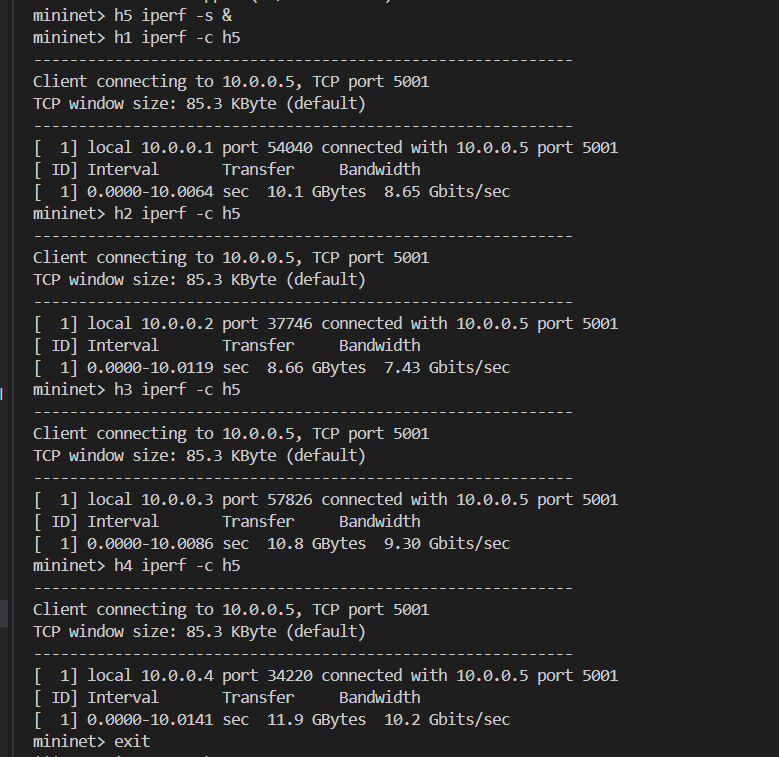 mininet> h5 iperf -s &
mininet> h1 iperf -c h5
------------------------------------------------------------
Client connecting to 10.0.0.5, TCP port 5001
TCP window size: 85.3 KByte (default)
------------------------------------------------------------
[  1] local 10.0.0.1 port 54040 connected with 10.0.0.5 port 5001
[ ID] Interval       Transfer     Bandwidth
[  1] 0.0000-10.0064 sec  10.1 GBytes  8.65 Gbits/sec
mininet> h2 iperf -c h5
------------------------------------------------------------
Client connecting to 10.0.0.5, TCP port 5001
TCP window size: 85.3 KByte (default)
------------------------------------------------------------
[  1] local 10.0.0.2 port 37746 connected with 10.0.0.5 port 5001
[ ID] Interval       Transfer     Bandwidth
[  1] 0.0000-10.0119 sec  8.66 GBytes  7.43 Gbits/sec
mininet> h3 iperf -c h5
------------------------------------------------------------
Client connecting to 10.0.0.5, TCP port 5001
TCP window size: 85.3 KByte (default)
------------------------------------------------------------
[  1] local 10.0.0.3 port 57826 connected with 10.0.0.5 port 5001
[ ID] Interval       Transfer     Bandwidth
[  1] 0.0000-10.0086 sec  10.8 GBytes  9.30 Gbits/sec
mininet> h4 iperf -c h5
------------------------------------------------------------
Client connecting to 10.0.0.5, TCP port 5001
TCP window size: 85.3 KByte (default)
------------------------------------------------------------
[  1] local 10.0.0.4 port 34220 connected with 10.0.0.5 port 5001
[ ID] Interval       Transfer     Bandwidth
[  1] 0.0000-10.0141 sec  11.9 GBytes  10.2 Gbits/sec
mininet> exit